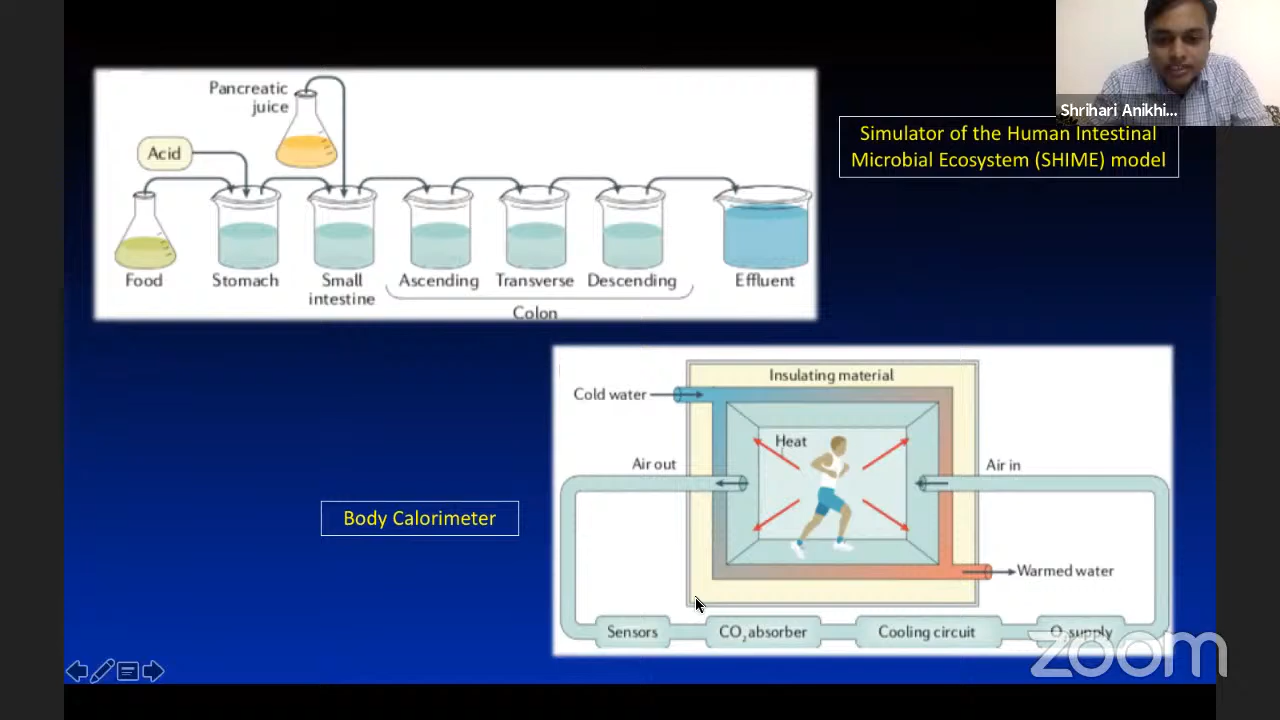 Pancreatic
juice
Acid
Food
Stomach
Small
intestine
Ascending
Transverse
Descending
Colon
Effluent
Shrihari Anikhi...
Simulator of the Human Intestinal
Microbial Ecosystem (SHIME) model
Body Calorimeter
Insulating material
Cold water
Heat
Air out
Air in
Warmed water
Sensors
CO₂ absorber
Cooling circuit
O₂ supply
zoom